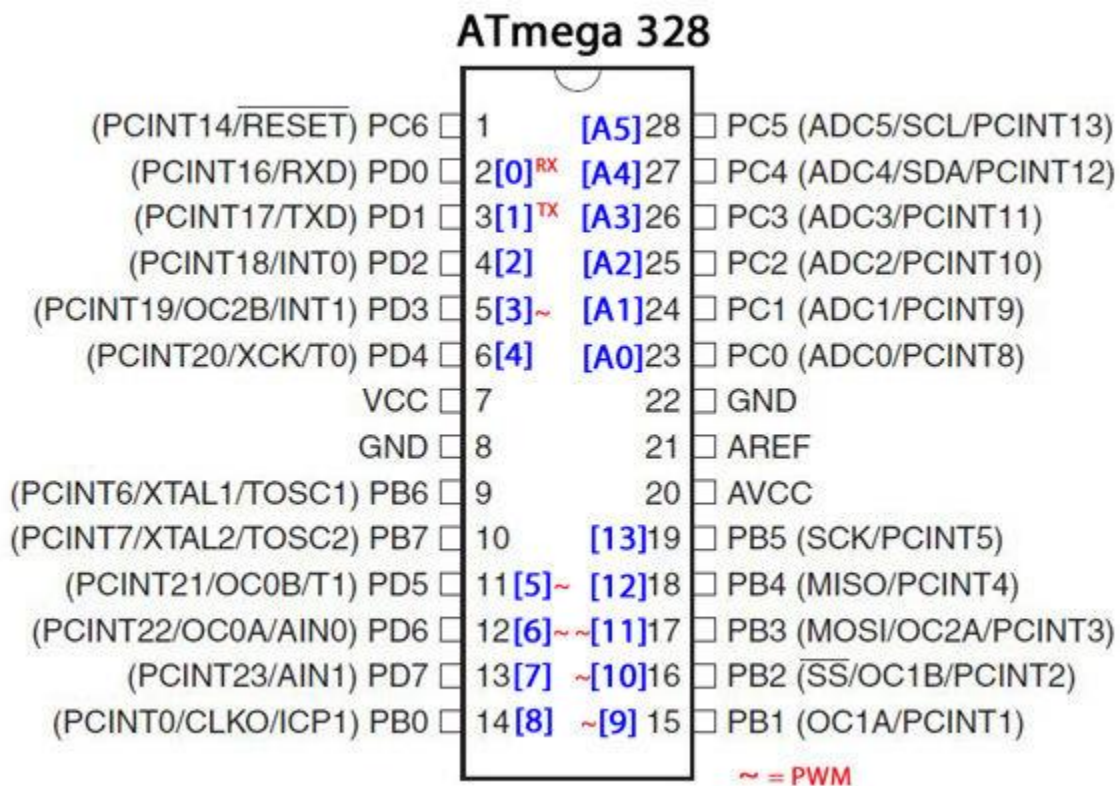 ATmega 328
(PCINT14/RESET) PC6 1 [A5] 28 PC5 (ADC5/SCL/PCINT13)
(PCINT16/RXD) PD0 2 [0] RX [A4] 27 PC4 (ADC4/SDA/PCINT12)
(PCINT17/TXD) PD1 3 [1] TX [A3] 26 PC3 (ADC3/PCINT11)
(PCINT18/INT0) PD2 4 [2] [A2] 25 PC2 (ADC2/PCINT10)
(PCINT19/OC2B/INT1) PD3 5 [3]~ [A1] 24 PC1 (ADC1/PCINT9)
(PCINT20/XCK/T0) PD4 6 [4] [A0] 23 PC0 (ADC0/PCINT8)
VCC 7 22 GND
GND 8 21 AREF
(PCINT6/XTAL1/TOSC1) PB6 9 20 AVCC
(PCINT7/XTAL2/TOSC2) PB7 10 [13] 19 PB5 (SCK/PCINT5)
(PCINT21/OC0B/T1) PD5 11 [5]~ [12] 18 PB4 (MISO/PCINT4)
(PCINT22/OC0A/AIN0) PD6 12 [6]~ ~[11] 17 PB3 (MOSI/OC2A/PCINT3)
(PCINT23/AIN1) PD7 13 [7] ~[10] 16 PB2 (SS/OC1B/PCINT2)
(PCINT0/CLKO/ICP1) PB0 14 [8] ~[9] 15 PB1 (OC1A/PCINT1)
~ = PWM